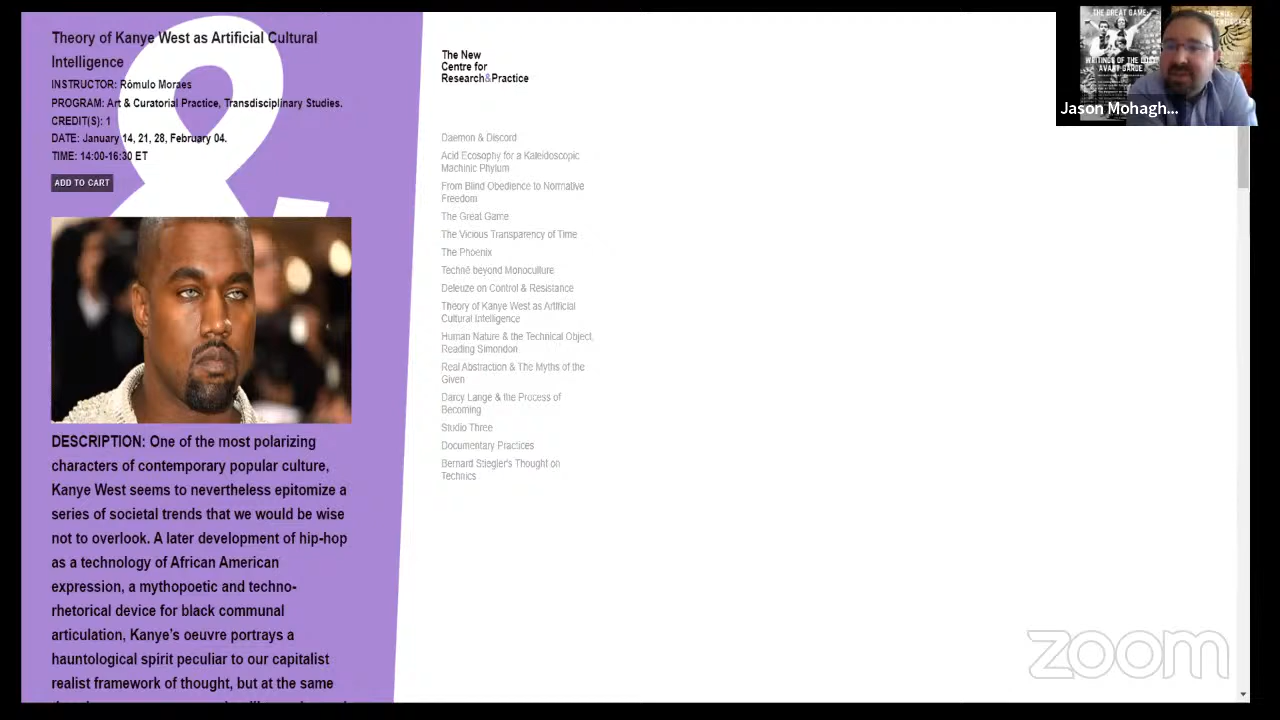 Theory of Kanye West as Artificial Cultural
Intelligence
INSTRUCTOR: Rômulo Moraes
PROGRAM: Art & Curatorial Practice, Transdisciplinary Studies.
CREDIT(S): 1
DATE: January 14, 21, 28, February 04.
TIME: 14:00-16:30 ET
ADD TO CART
DESCRIPTION: One of the most polarizing
characters of contemporary popular culture,
Kanye West seems to nevertheless epitomize a
series of societal trends that we would be wise
not to overlook. A later development of hip-hop
as a technology of African American
expression, a mythopoetic and techno-
rhetorical device for black communal
articulation, Kanye's oeuvre portrays a
hauntological spirit peculiar to our capitalist
realist framework of thought, but at the same
The New
Centre for
Research&Practice
Daemon & Discord
Acid Ecosophy for a Kaleidoscopic
Machinic Phylum
From Blind Obedience to Normative
Freedom
The Great Game
The Vicious Transparency of Time
The Phoenix
Technē beyond Monoculture
Deleuze on Control & Resistance
Theory of Kanye West as Artificial
Cultural Intelligence
Human Nature & the Technical Object,
Reading Simondon
Real Abstraction & The Myths of the
Given
Darcy Lange & the Process of
Becoming
Studio Three
Documentary Practices
Bernard Stiegler's Thought on
Technics
THE GREAT GAME
WRITINGS OF THE LOST
AVANT GARDE
Jason Mohagh...
zoom